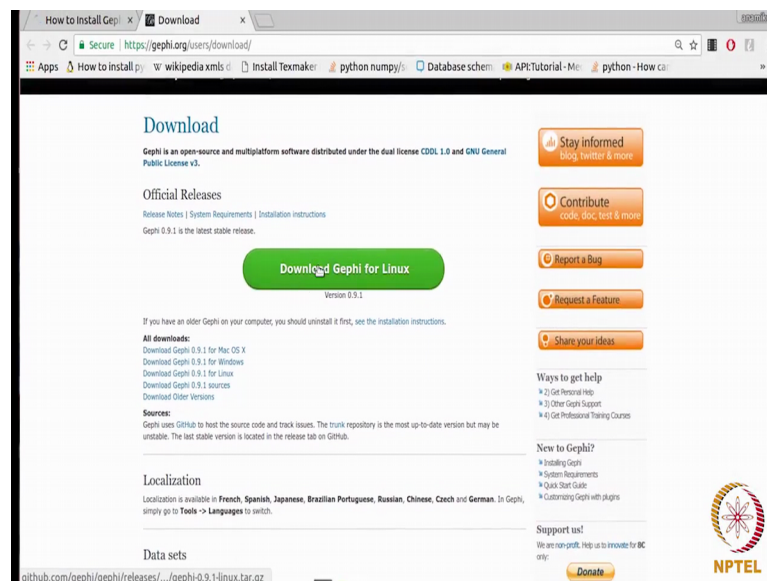 How to Install Gep
Download
Secure https://gephi.org/users/download/
Apps How to install py wikipedia xmls d Install Texmaker python numpy/s Database schem API:Tutorial - Me python - How ca
Download
Gephi is an open-source and multiplatform software distributed under the dual license CDDL 1.0 and GNU General
Public License v3.
Official Releases
Release Notes | System Requirements | Installation instructions
Gephi 0.9.1 is the latest stable release.
Download Gephi for Linux
Version 0.9.1
If you have an older Gephi on your computer, you should uninstall it first, see the installation instructions.
All downloads:
Download Gephi 0.9.1 for Mac OS X
Download Gephi 0.9.1 for Windows
Download Gephi 0.9.1 for Linux
Download Gephi 0.9.1 sources
Download Older Versions
Sources:
Gephi uses GitHub to host the source code and track issues. The trunk repository is the most up-to-date version but may be
unstable. The last stable version is located in the release tab on GitHub.
Localization
Localization is available in French, Spanish, Japanese, Brazilian Portuguese, Russian, Chinese, Czech and German. In Gephi,
simply go to Tools -> Languages to switch.
Data sets
Stay informed
blog, twitter & more
Contribute
code, doc, test & more
Report a Bug
Request a Feature
Share your ideas
Ways to get help
2) Get Personal Help
3) Other Gephi Support
4) Get Professional Training Courses
New to Gephi?
Installing Gephi
System Requirements
Quick Start Guide
Customizing Gephi with plugins
Support us!
We are non-profit. Help us to innovate for BC
only:
Donate
github.com/gephi/gephi/releases/.../gephi-0.9.1-linux.tar.gz
NPTEL